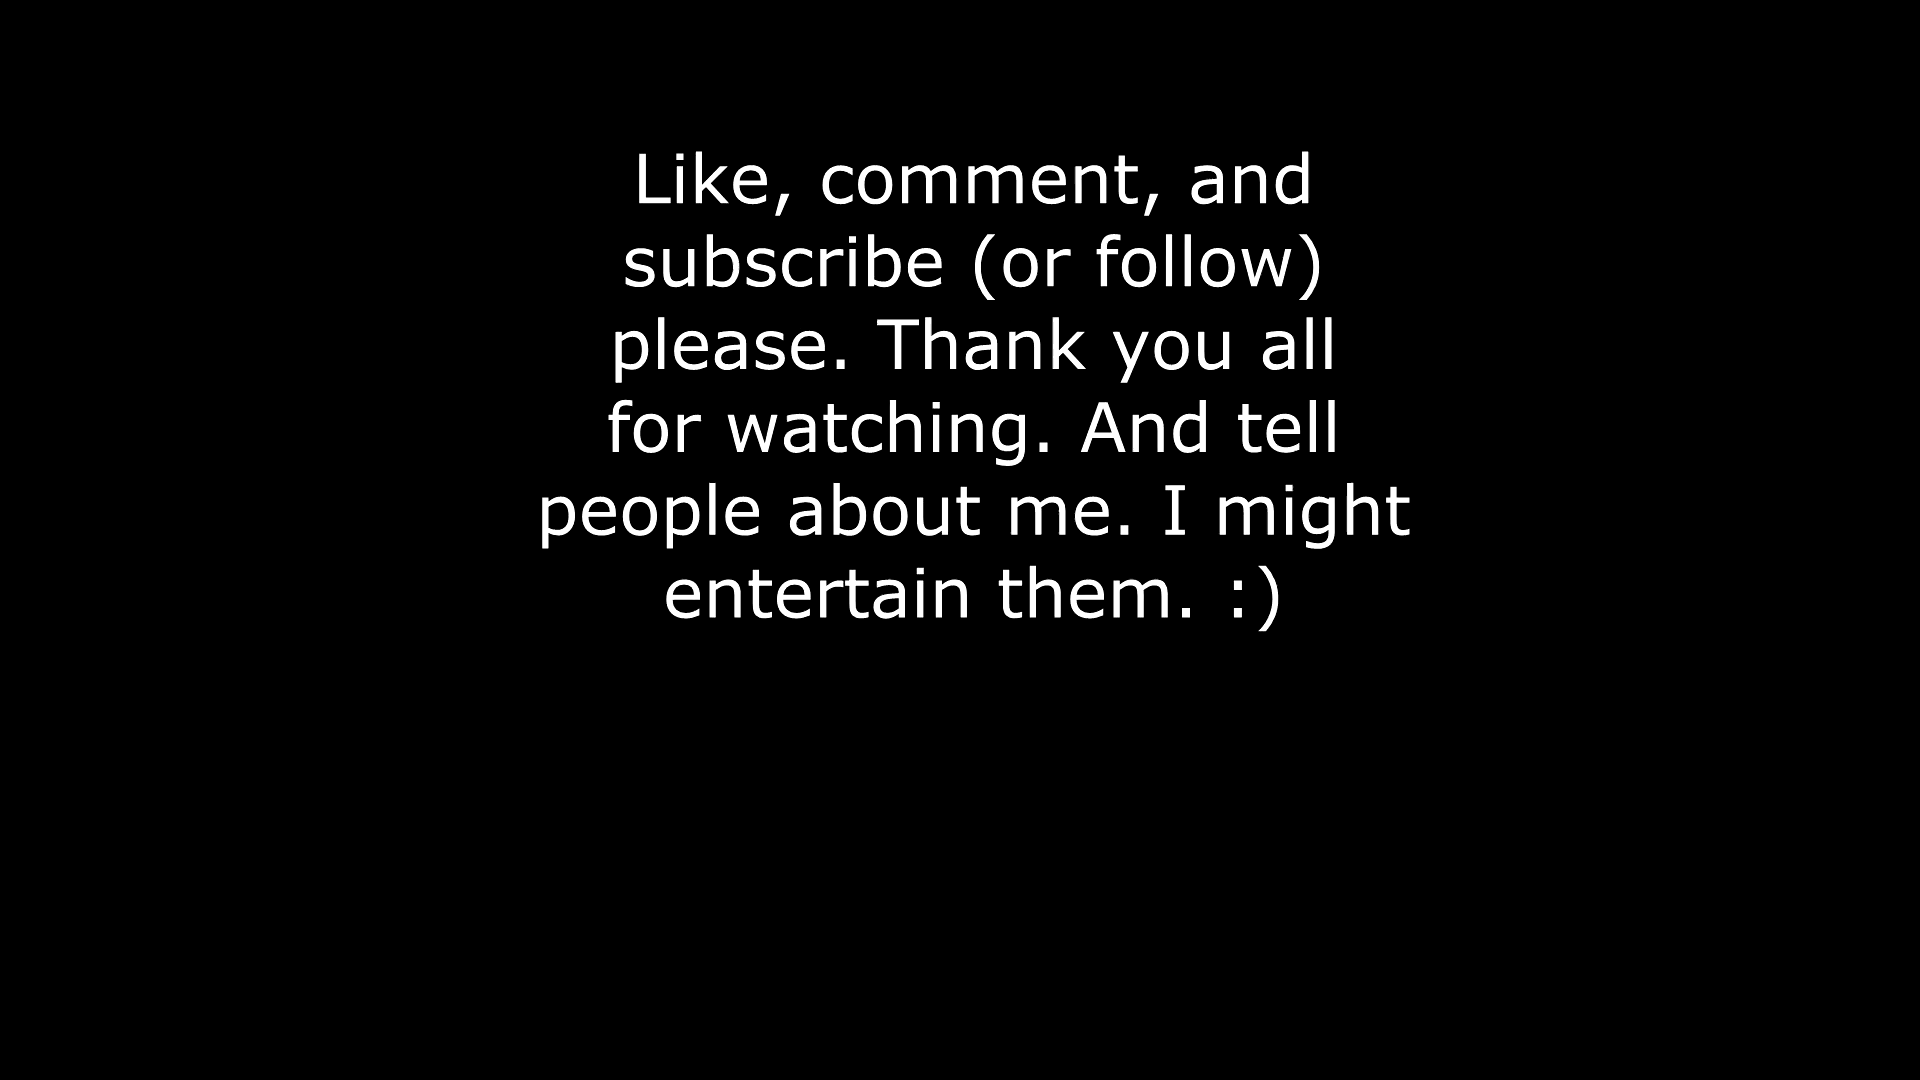 Like, comment, and
subscribe (or follow)
please. Thank you all
for watching. And tell
people about me. I might
entertain them. :)